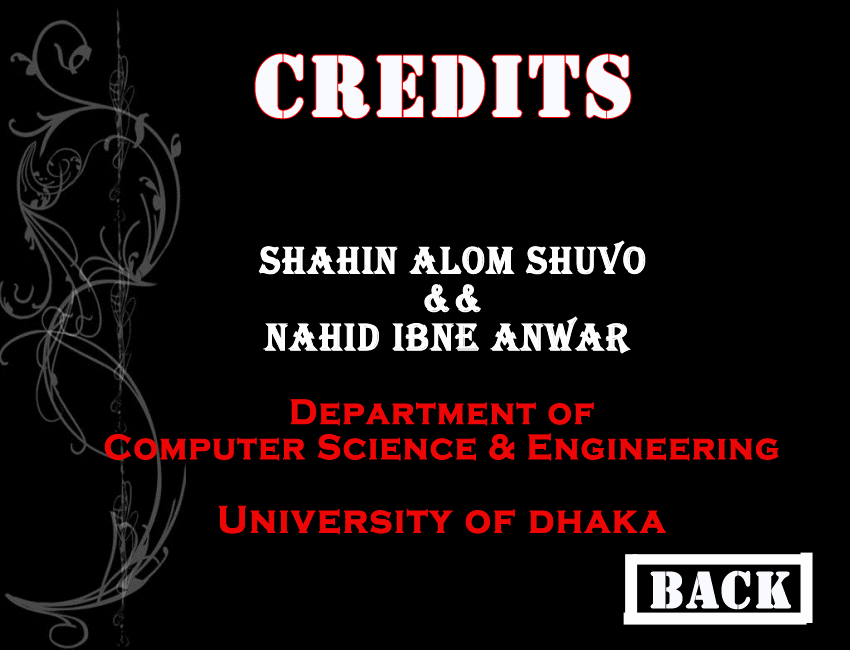 CREDITS
SHAHIN ALOM SHUVO
&&
NAHID IBNE ANWAR
DEPARTMENT OF
COMPUTER SCIENCE & ENGINEERING
UNIVERSITY OF DHAKA
BACK